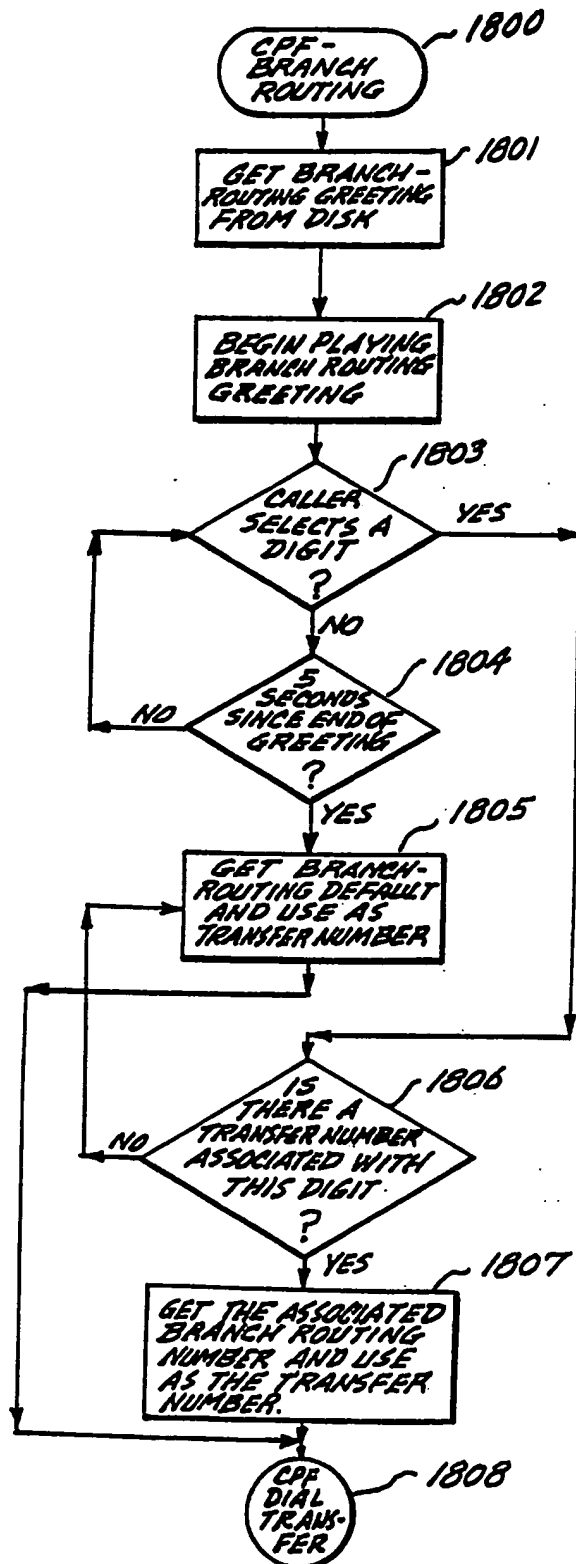 1800
CPF-
BRANCH
ROUTING
1801
GET BRANCH-
ROUTING GREETING
FROM DISK
1802
BEGIN PLAYING
BRANCH ROUTING
GREETING
1803
CALLER
SELECTS A
DIGIT
?
YES
NO
1804
5
SECONDS
SINCE END OF
GREETING
?
NO
YES
1805
GET BRANCH-
ROUTING DEFAULT
AND USE AS
TRANSFER NUMBER
1806
IS
THERE A
TRANSFER NUMBER
ASSOCIATED WITH
THIS DIGIT
?
NO
YES
1807
GET THE ASSOCIATED
BRANCH ROUTING
NUMBER AND USE
AS THE TRANSFER
NUMBER.
1808
CPF
DIAL
TRANS-
FER